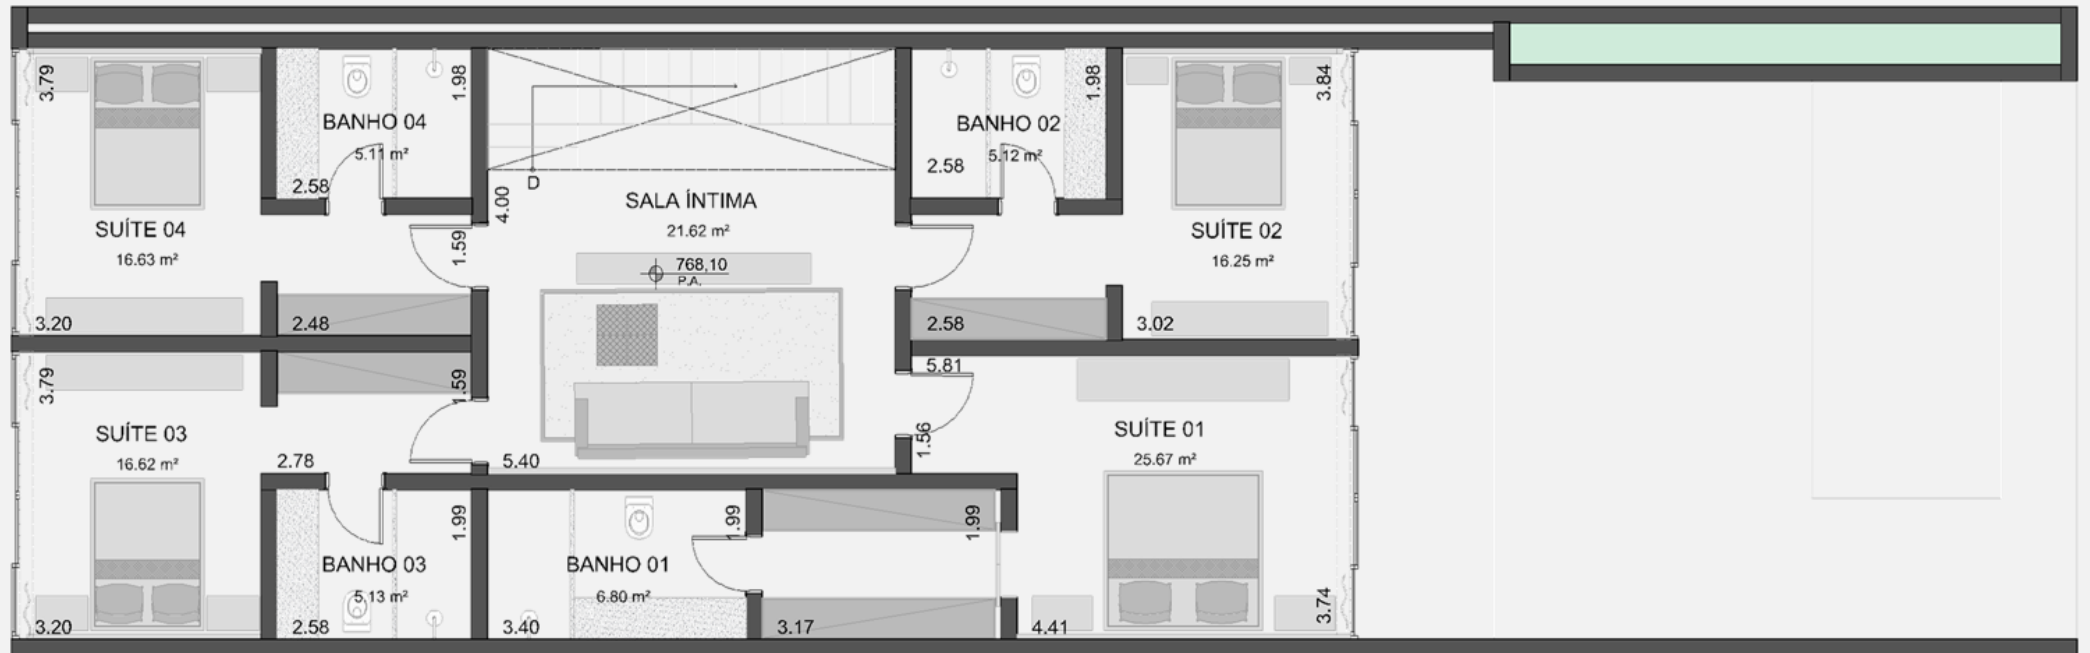 3.79
BANHO 04
5.11 m²
1.98
2.58
SUÍTE 04
16.63 m²
3.20
2.48
1.59
D
4.00
SALA ÍNTIMA
21.62 m²
768,10
P.A.
BANHO 02
5.12 m²
1.98
2.58
3.84
SUÍTE 02
16.25 m²
2.58
3.02
3.79
SUÍTE 03
16.62 m²
1.59
2.78
5.40
5.81
1.56
SUÍTE 01
25.67 m²
3.20
BANHO 03
5.13 m²
1.99
2.58
BANHO 01
6.80 m²
1.99
3.40
1.99
3.17
4.41
3.74